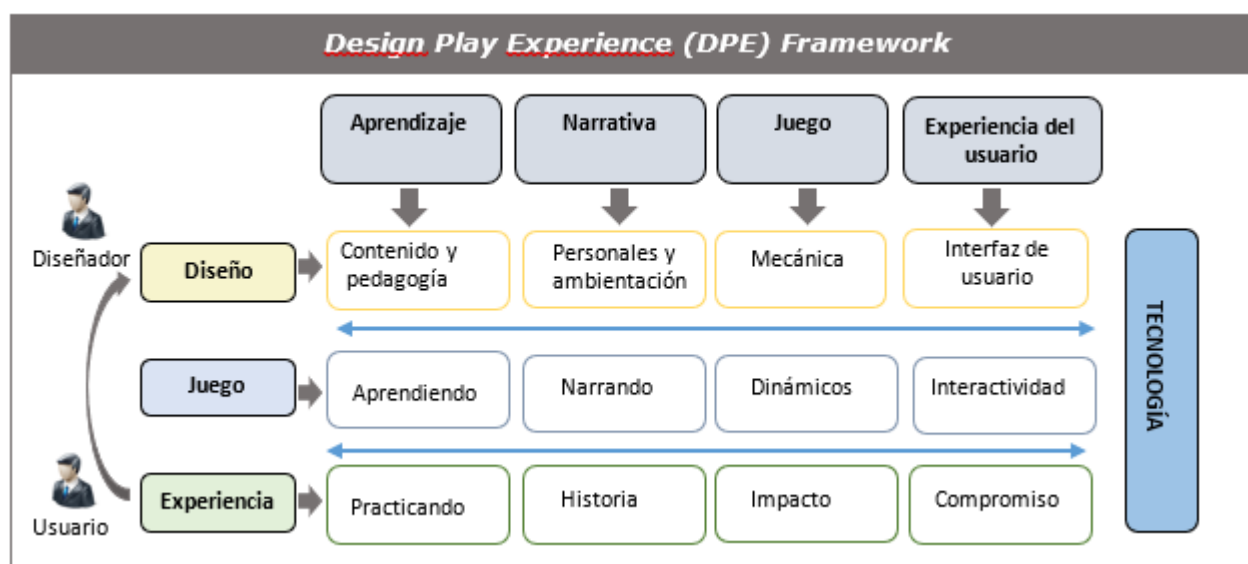 Design Play Experience (DPE) Framework
Aprendizaje
Narrativa
Juego
Experiencia del
usuario
Diseñador
Diseño
Contenido y
pedagogía
Personales y
ambientación
Mecánica
Interfaz de
usuario
TECNOLOGÍA
Juego
Aprendiendo
Narrando
Dinámicos
Interactividad
Usuario
Experiencia
Practicando
Historia
Impacto
Compromiso